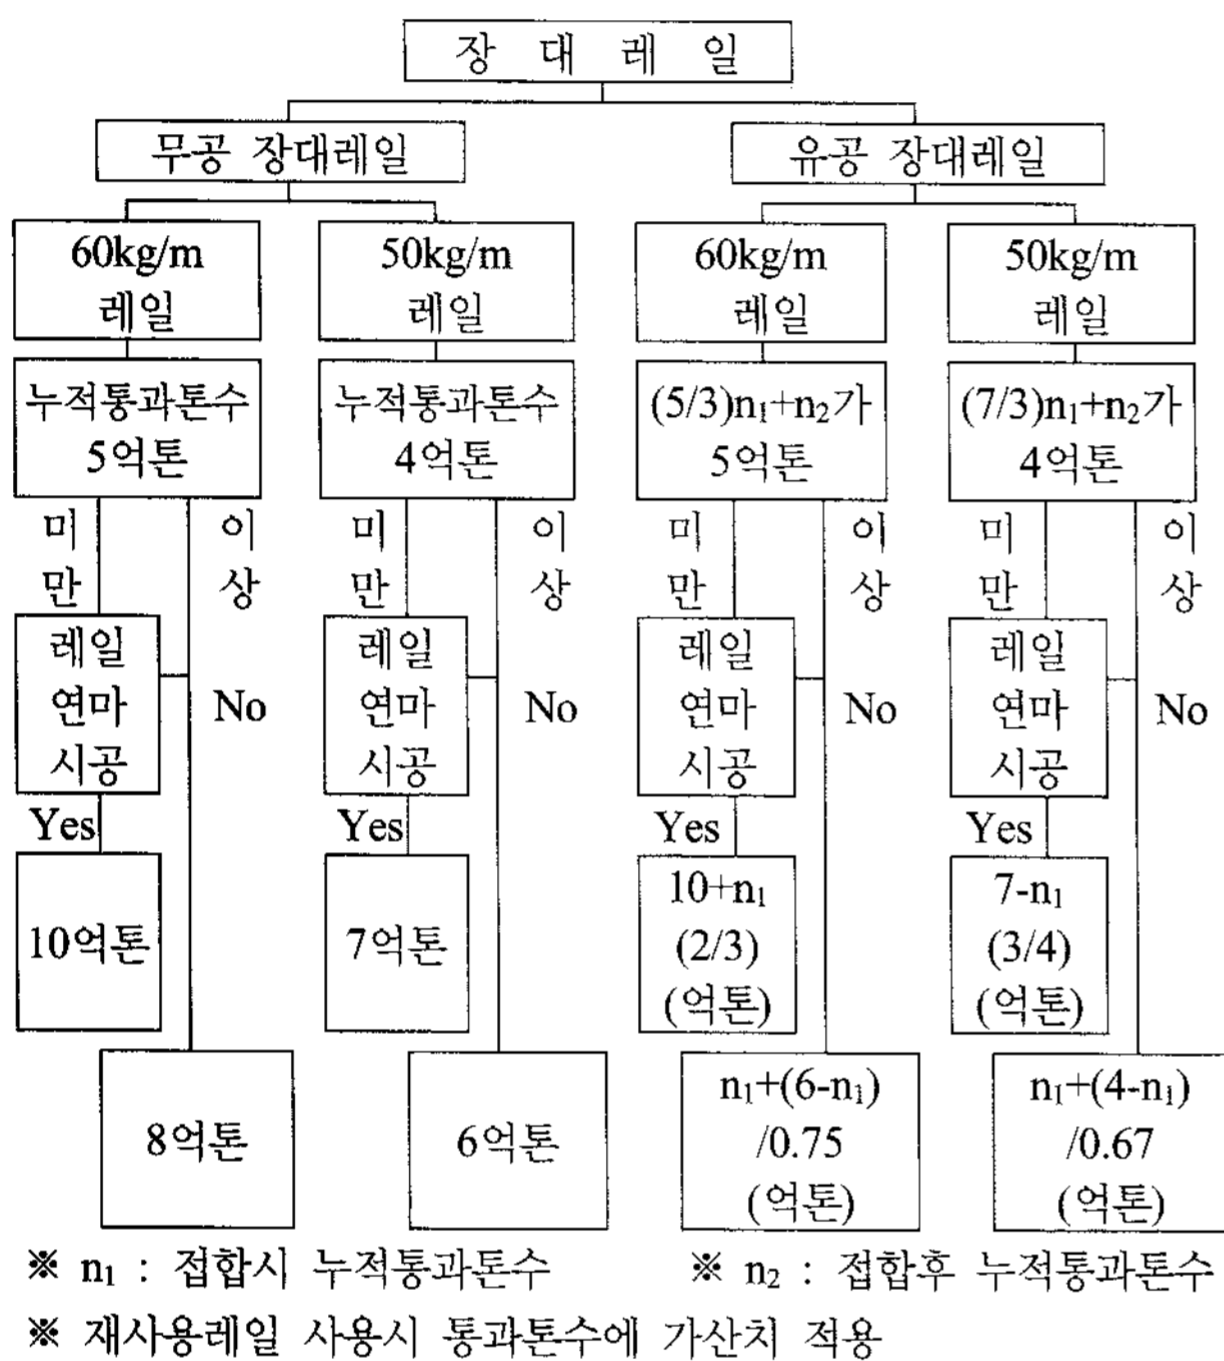 장 대 레 일
무공 장대레일
유공 장대레일
60kg/m
레일
50kg/m
레일
60kg/m
레일
50kg/m
레일
누적통과톤수
5억톤
누적통과톤수
4억톤
(5/3)n₁+n₂가
5억톤
(7/3)n₁+n₂가
4억톤
미
만
이
상
미
만
이
상
미
만
이
상
미
만
이
상
레일
연마
시공
No
레일
연마
시공
No
레일
연마
시공
No
레일
연마
시공
No
Yes
Yes
Yes
Yes
10억톤
7억톤
10+n₁
(2/3)
(억톤)
7-n₁
(3/4)
(억톤)
8억톤
6억톤
n₁+(6-n₁)
/0.75
(억톤)
n₁+(4-n₁)
/0.67
(억톤)
※ n₁ : 접합시 누적통과톤수 ※ n₂ : 접합후 누적통과톤수
※ 재사용레일 사용시 통과톤수에 가산치 적용